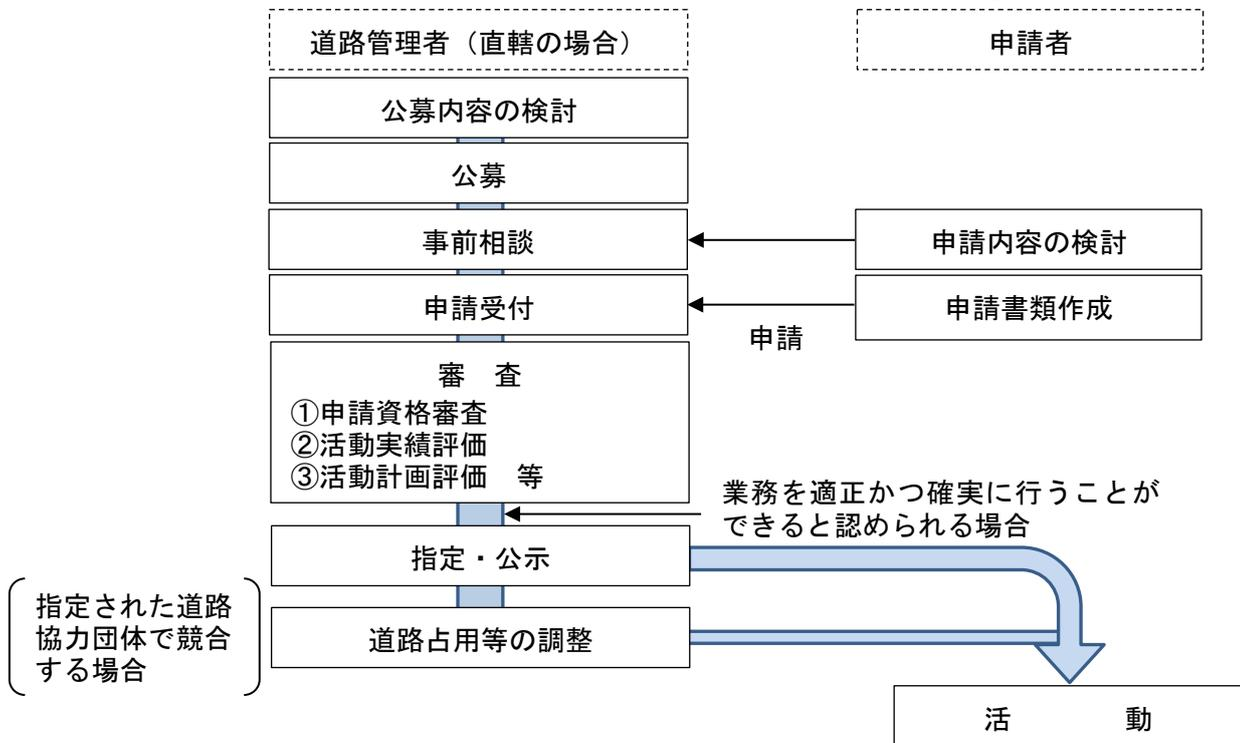 道路管理者（直轄の場合）
申請者
公募内容の検討
公募
事前相談
申請内容の検討
申請受付
申請書類作成
申請
審　査
①申請資格審査
②活動実績評価
③活動計画評価　等
業務を適正かつ確実に行うことが
できると認められる場合
指定・公示
指定された道路
協力団体で競合
する場合
道路占用等の調整
活　　　　動